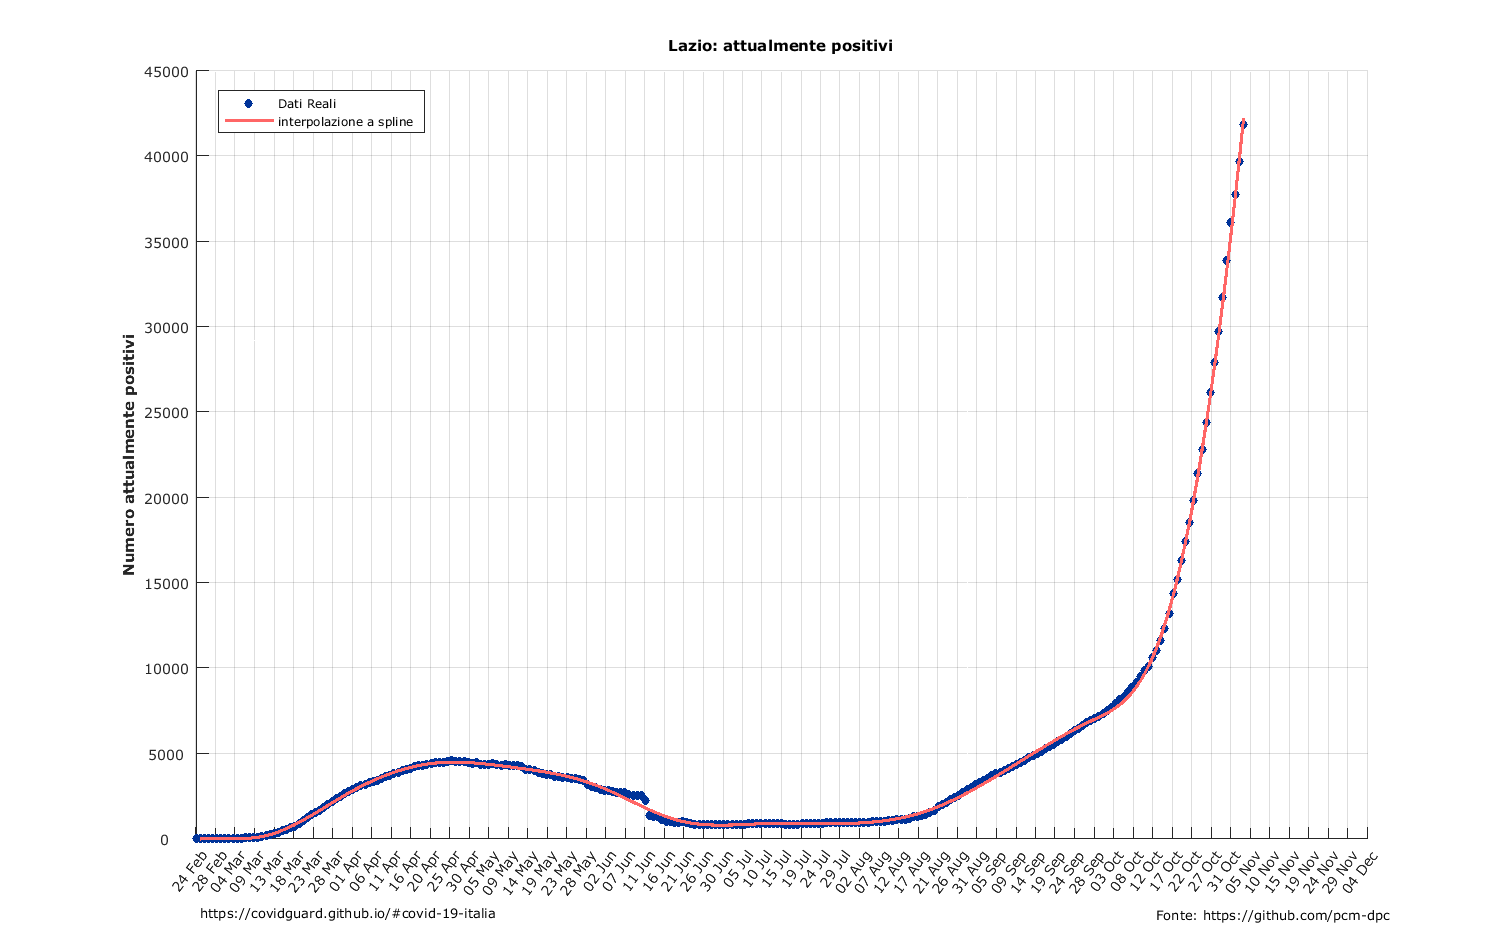 Lazio: attualmente positivi
Dati Reali
interpolazione a spline
Numero attualmente positivi
45000
40000
35000
30000
25000
20000
15000
10000
5000
0
24 Feb
28 Feb
04 Mar
09 Mar
13 Mar
18 Mar
23 Mar
28 Mar
01 Apr
06 Apr
11 Apr
16 Apr
20 Apr
25 Apr
30 Apr
05 May
09 May
14 May
19 May
23 May
28 May
02 Jun
07 Jun
11 Jun
16 Jun
21 Jun
26 Jun
30 Jun
05 Jul
10 Jul
15 Jul
19 Jul
24 Jul
29 Jul
02 Aug
07 Aug
12 Aug
17 Aug
21 Aug
26 Aug
31 Aug
05 Sep
09 Sep
14 Sep
19 Sep
24 Sep
28 Sep
03 Oct
08 Oct
12 Oct
17 Oct
22 Oct
27 Oct
31 Oct
05 Nov
10 Nov
15 Nov
19 Nov
24 Nov
29 Nov
04 Dec
https://covidguard.github.io/#covid-19-italia
Fonte: https://github.com/pcm-dpc